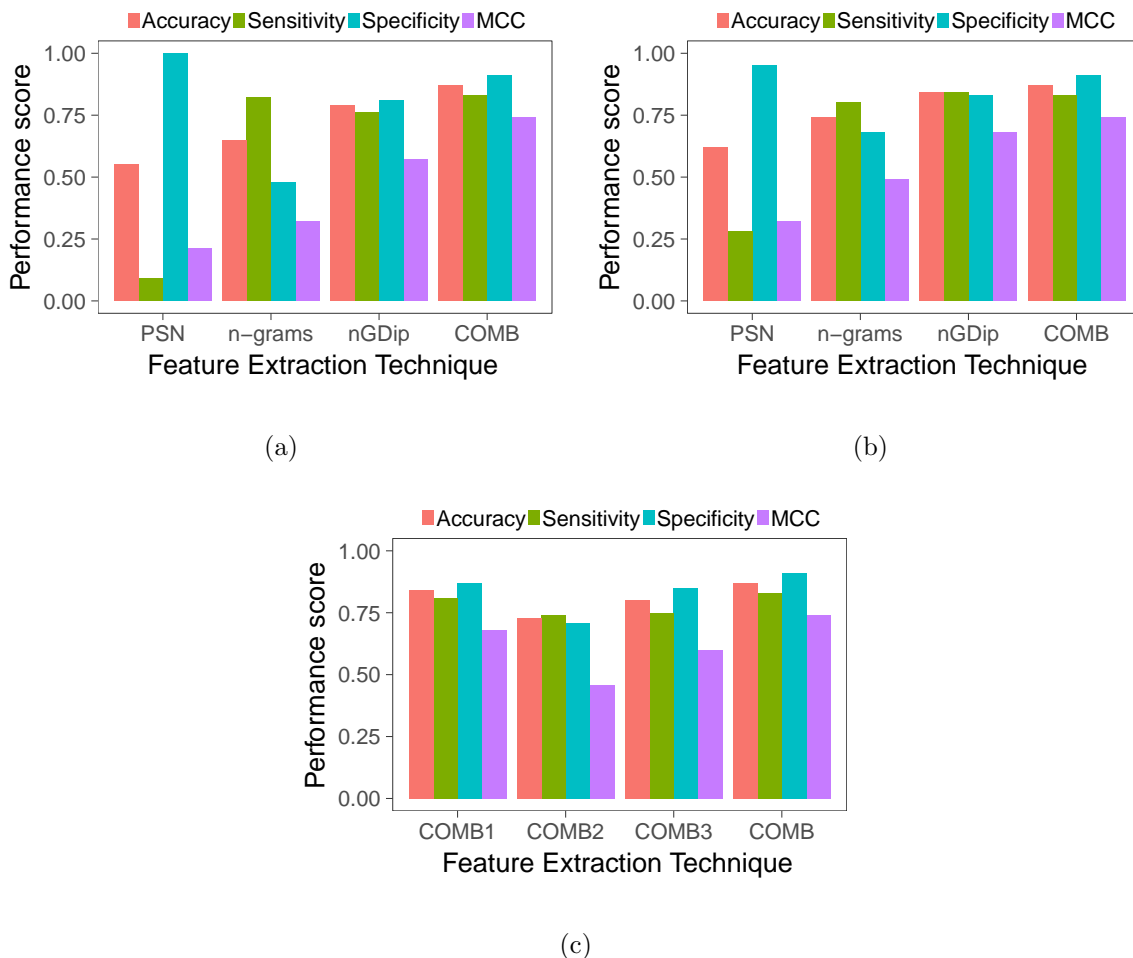 Accuracy Sensitivity Specificity MCC
1.00
0.75
0.50
0.25
0.00
Performance score
PSN n−grams nGDip COMB
Feature Extraction Technique
(a)
Accuracy Sensitivity Specificity MCC
1.00
0.75
0.50
0.25
0.00
Performance score
PSN n−grams nGDip COMB
Feature Extraction Technique
(b)
Accuracy Sensitivity Specificity MCC
1.00
0.75
0.50
0.25
0.00
Performance score
COMB1 COMB2 COMB3 COMB
Feature Extraction Technique
(c)